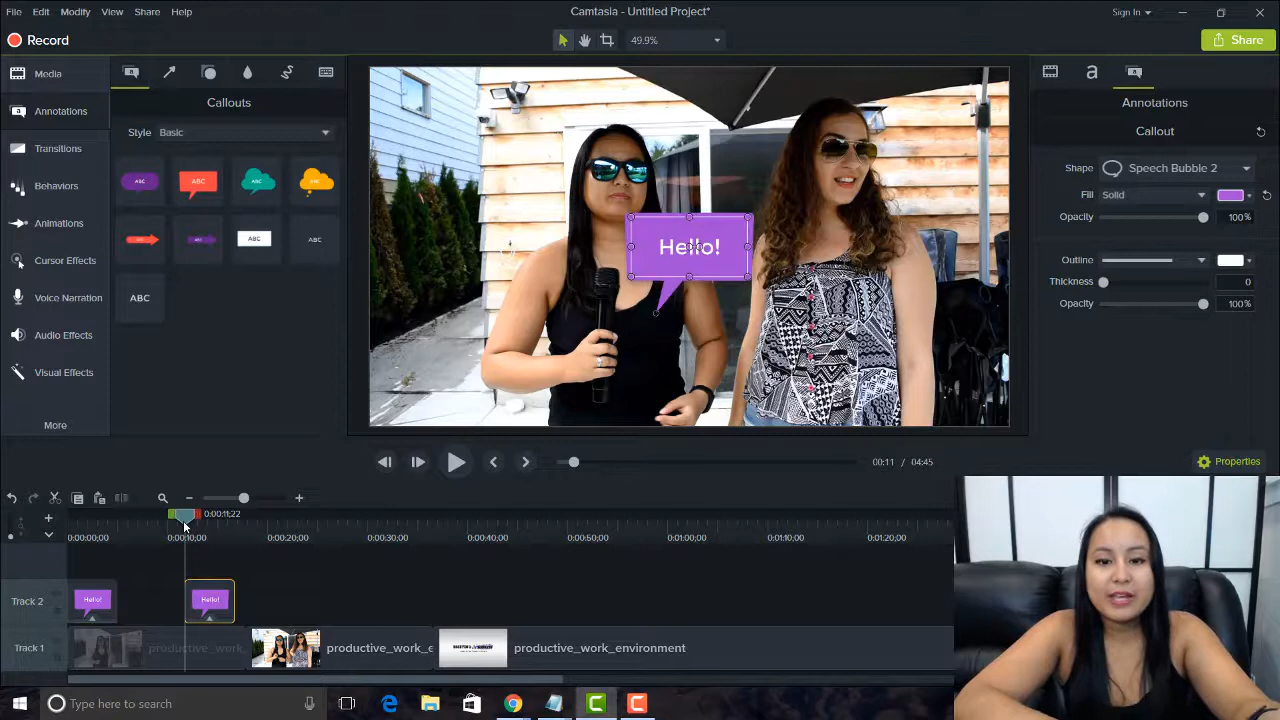 File Edit Modify View Share Help Camtasia - Untitled Project* Sign In
Record 49.9% Share
Media
Annotations
Transitions
Behaviors
Animations
Cursor Effects
Voice Narration
Audio Effects
Visual Effects
More
Callouts
Style Basic
ABC ABC ABC ABC
ABC ABC ABC ABC
ABC
Hello!
a
Annotations
Callout
Shape Speech Bubble 2
Fill Solid
Opacity 100%
Outline
Thickness 0
Opacity 100%
00:11 / 04:45 Properties
0:00:11;22
0:00:00;00 0:00:10;00 0:00:20;00 0:00:30;00 0:00:40;00 0:00:50;00 0:01:00;00 0:01:10;00 0:01:20;00
Track 2 Hello! Hello!
Track 1 productive_work_ productive_work_e productive_work_environment
Type here to search